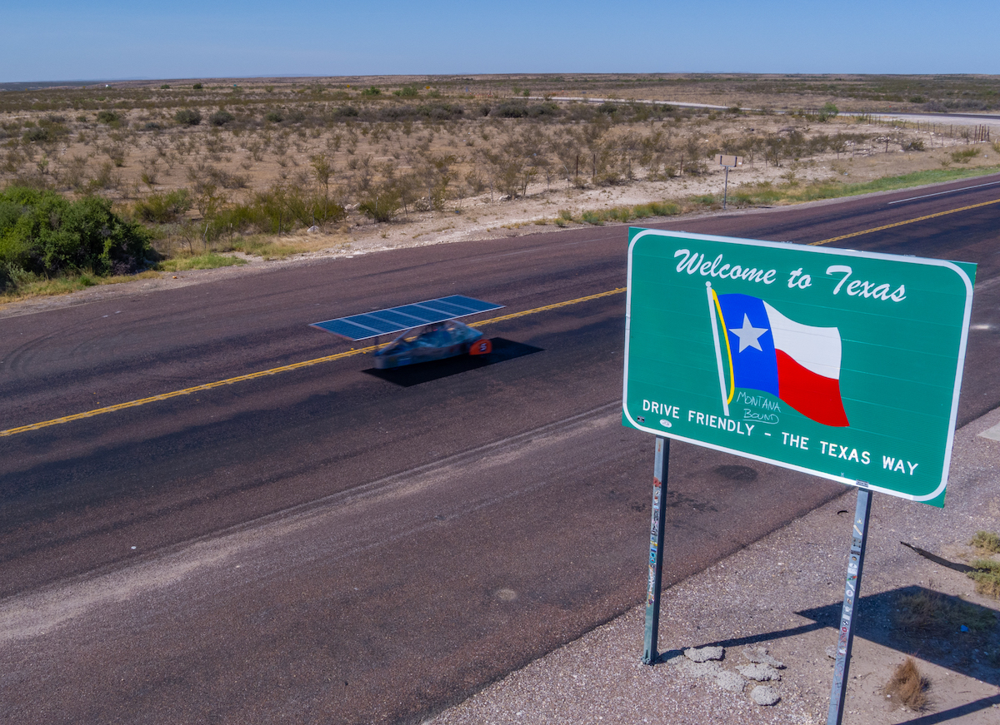 Welcome to Texas
MONTANA
BOUND
DRIVE FRIENDLY - THE TEXAS WAY